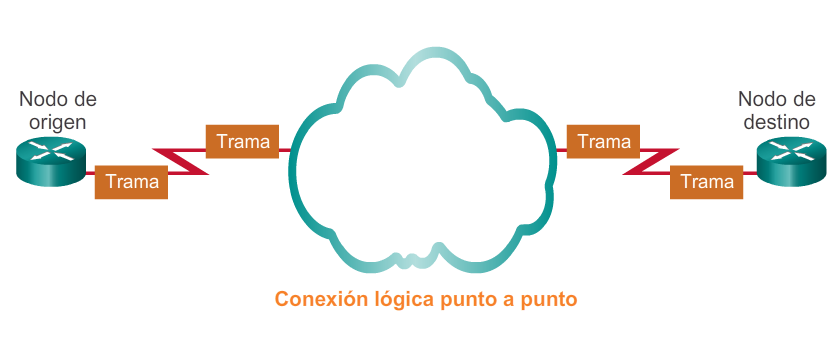 Nodo de
origen
Nodo de
destino
Trama
Trama
Trama
Trama
Conexión lógica punto a punto